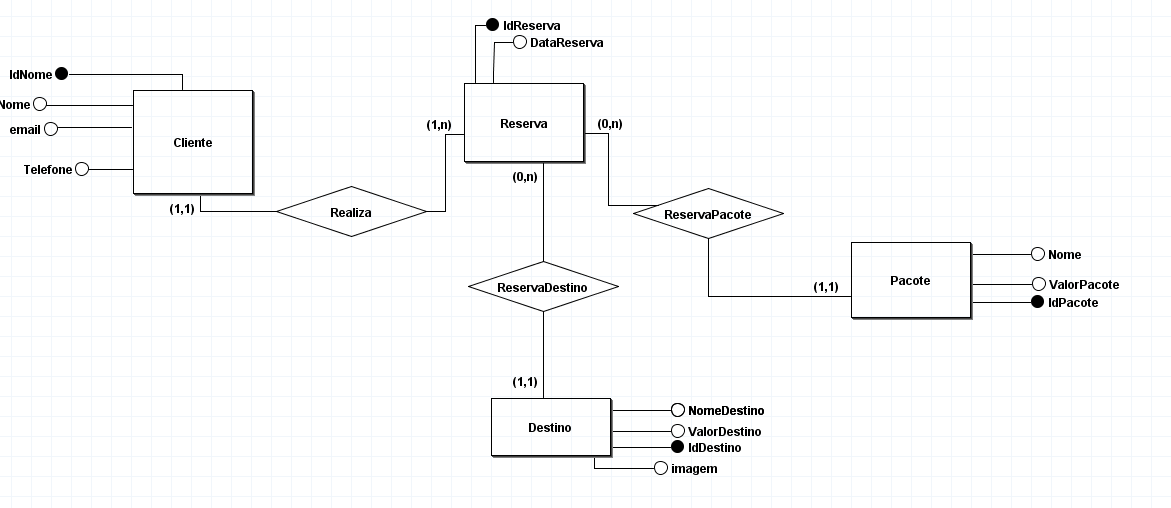 IdReserva
DataReserva
IdNome
Nome
email
Telefone
Cliente
(1,1)
Realiza
(1,n)
Reserva
(0,n)
(0,n)
ReservaPacote
(1,1)
Pacote
Nome
ValorPacote
IdPacote
ReservaDestino
(1,1)
Destino
NomeDestino
ValorDestino
IdDestino
imagem